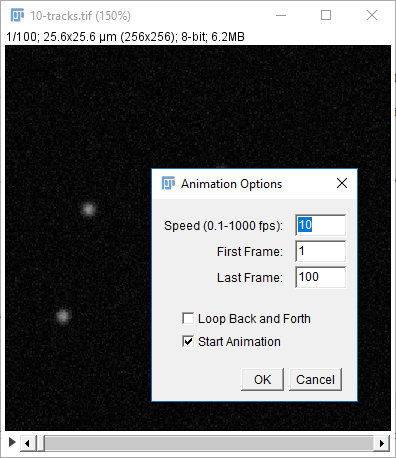 10-tracks.tif (150%)
1/100; 25.6x25.6 µm (256x256); 8-bit; 6.2MB
Animation Options
Speed (0.1-1000 fps): 10
First Frame: 1
Last Frame: 100
Loop Back and Forth
Start Animation
OK Cancel